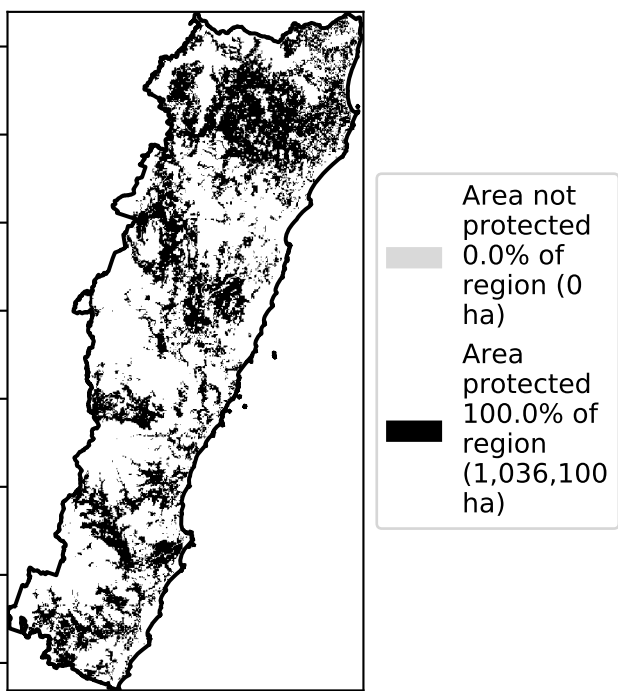 Area not
protected
0.0% of
region (0
ha)
Area
protected
100.0% of
region
(1,036,100
ha)